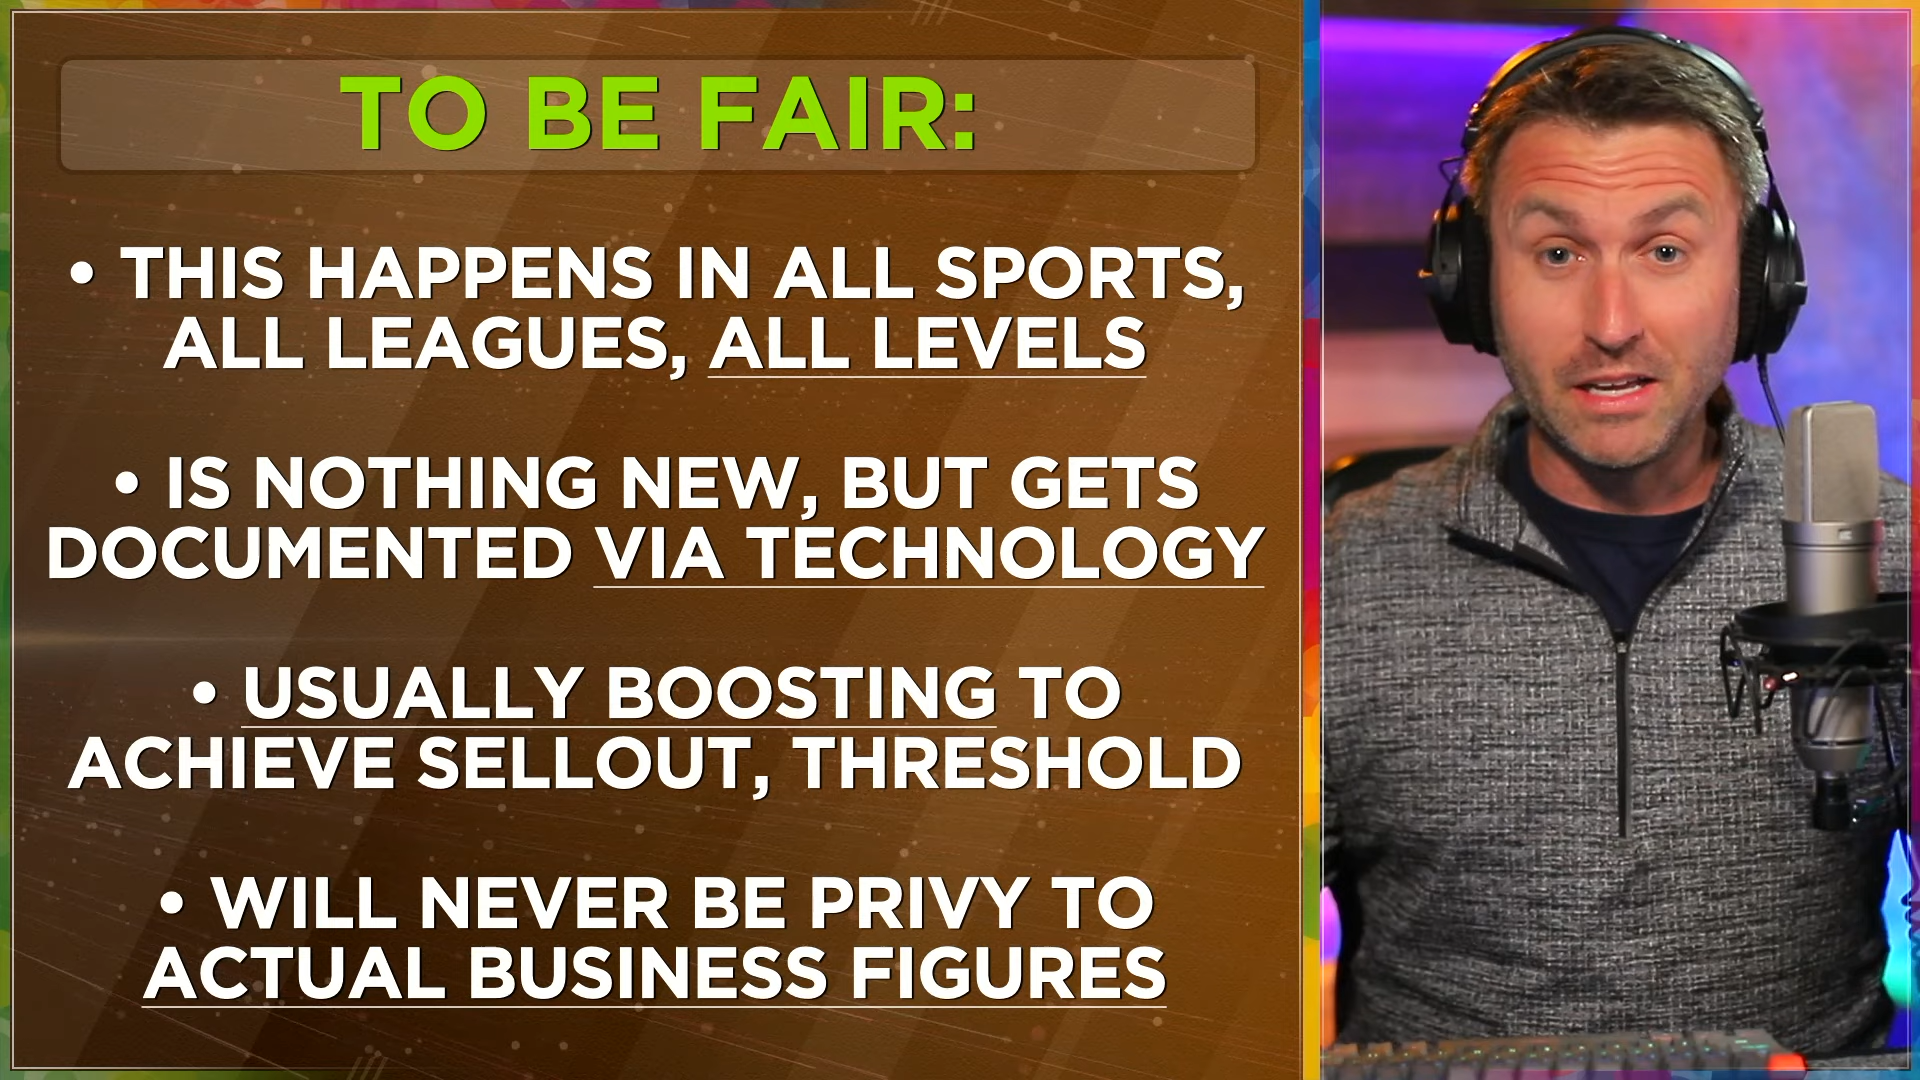 TO BE FAIR:
• THIS HAPPENS IN ALL SPORTS,
ALL LEAGUES, ALL LEVELS
• IS NOTHING NEW, BUT GETS
DOCUMENTED VIA TECHNOLOGY
• USUALLY BOOSTING TO
ACHIEVE SELLOUT, THRESHOLD
• WILL NEVER BE PRIVY TO
ACTUAL BUSINESS FIGURES